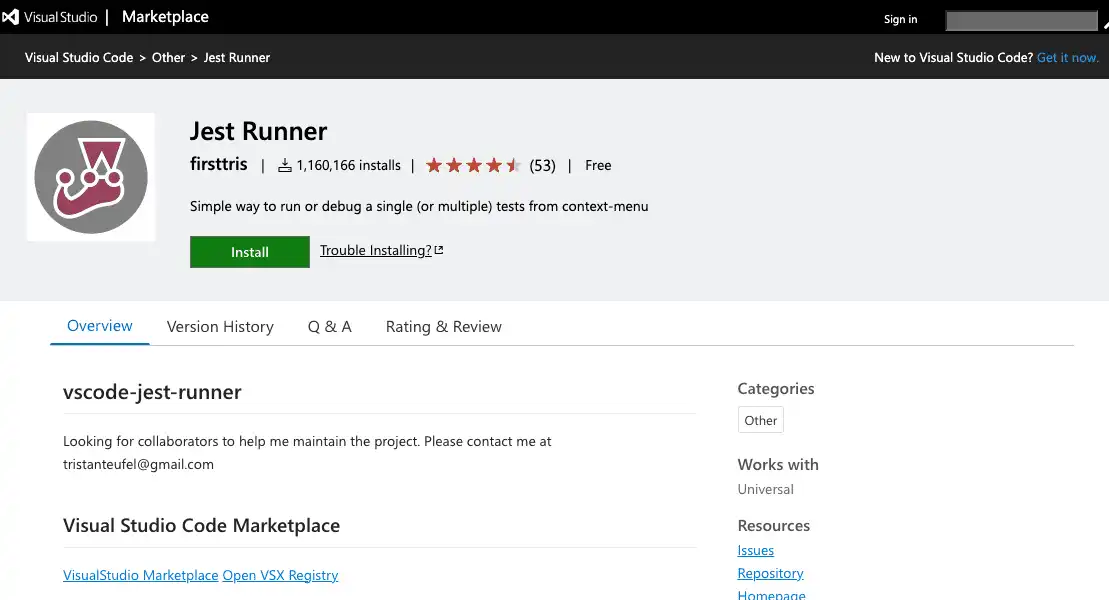 Visual Studio | Marketplace
Sign in
Visual Studio Code > Other > Jest Runner
New to Visual Studio Code? Get it now.
Jest Runner
firsttris | 1,160,166 installs | (53) | Free
Simple way to run or debug a single (or multiple) tests from context-menu
Install Trouble Installing?
Overview Version History Q & A Rating & Review
vscode-jest-runner
Looking for collaborators to help me maintain the project. Please contact me at
tristanteufel@gmail.com
Visual Studio Code Marketplace
VisualStudio Marketplace Open VSX Registry
Categories
Other
Works with
Universal
Resources
Issues
Repository
Homepage